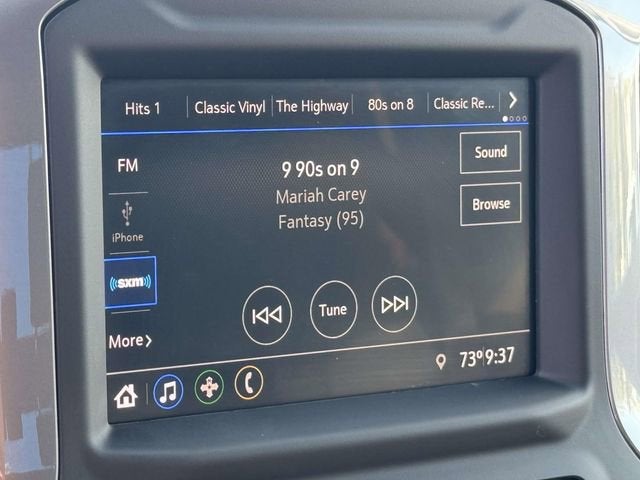 Hits 1 Classic Vinyl The Highway 80s on 8 Classic Re...
FM
9 90s on 9
Sound
Mariah Carey
Fantasy (95)
Browse
iPhone
((sxm))
Tune
More
73° 9:37